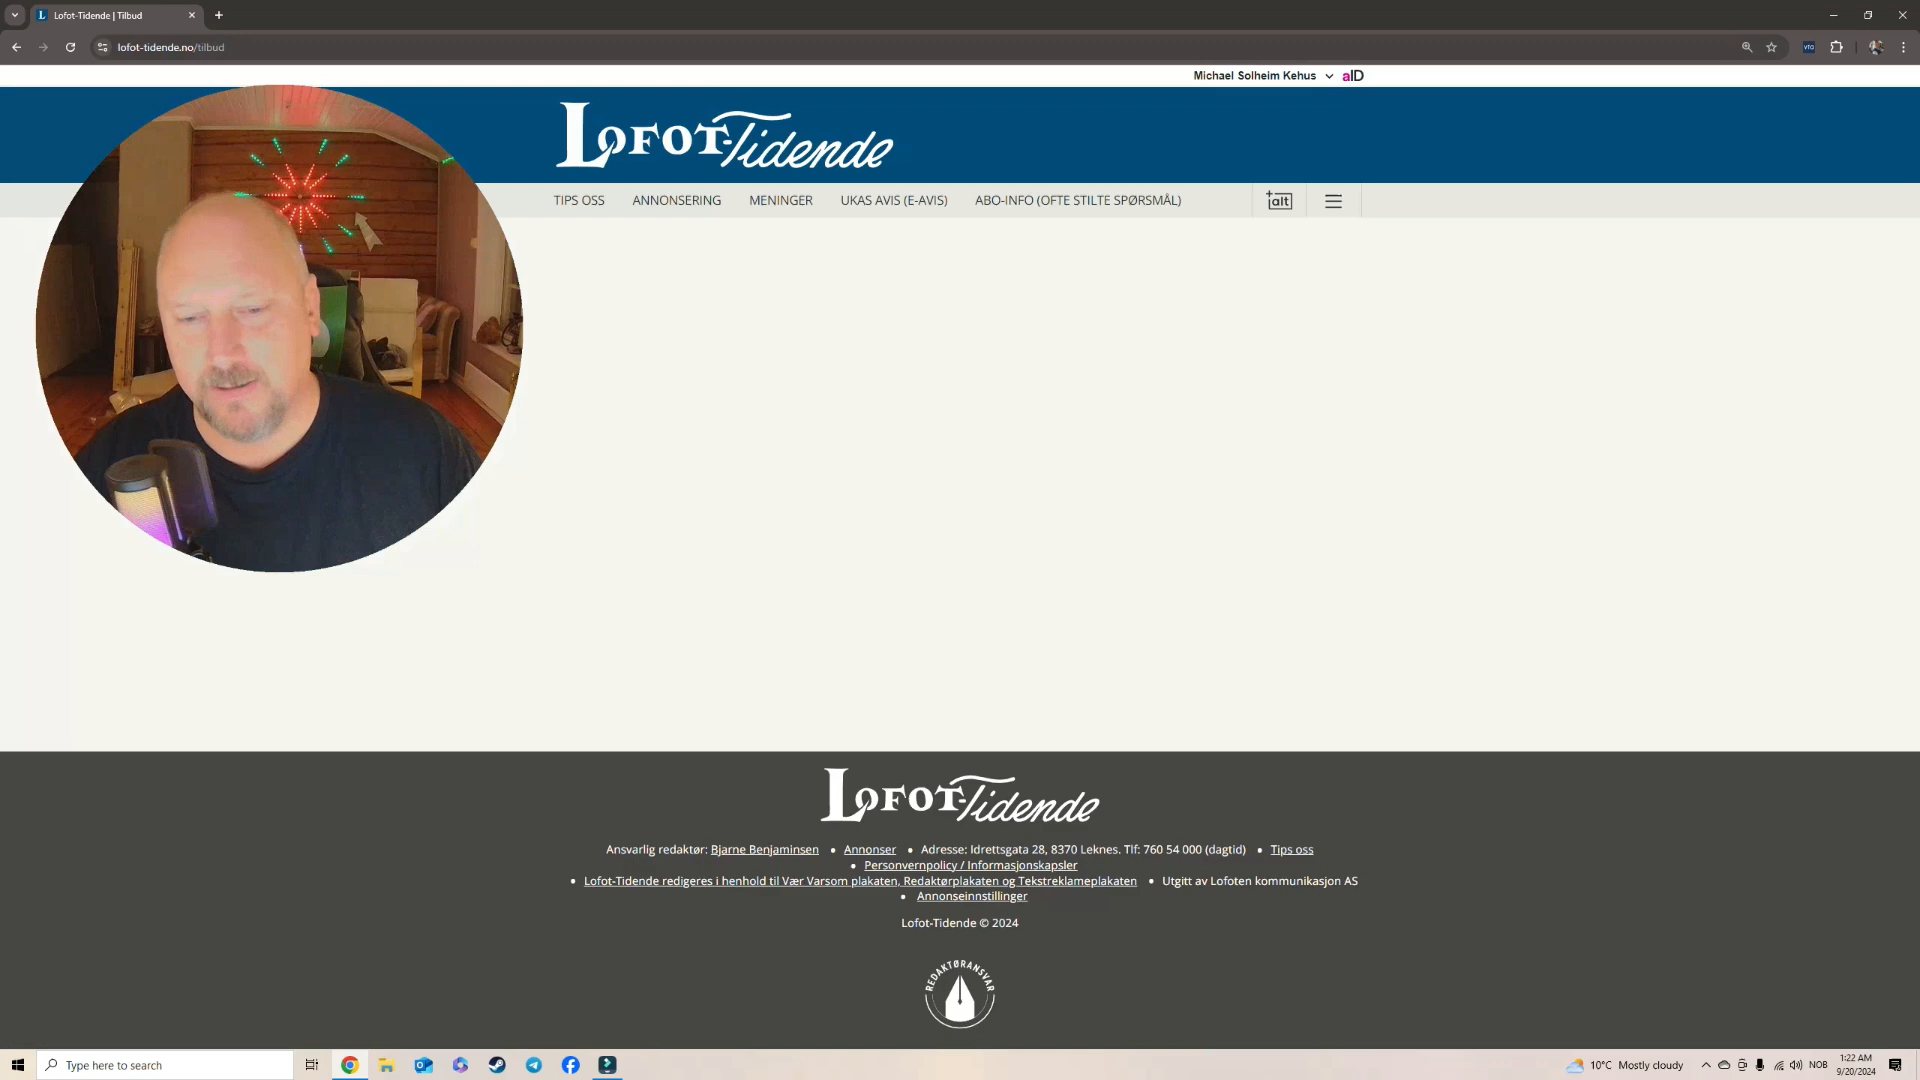 Lofot-Tidende | Tilbud
lofot-tidende.no/tilbud
VTG
Michael Solheim Kehus aID
LOFOT-Tidende
TIPS OSS ANNONSERING MENINGER UKAS AVIS (E-AVIS) ABO-INFO (OFTE STILTE SPØRSMÅL) +alt
LOFOT-Tidende
Ansvarlig redaktør: Bjarne Benjaminsen • Annonser • Adresse: Idrettsgata 28, 8370 Leknes. Tlf: 760 54 000 (dagtid) • Tips oss
• Personvernpolicy / Informasjonskapsler
• Lofot-Tidende redigeres i henhold til Vær Varsom plakaten, Redaktørplakaten og Tekstreklameplakaten • Utgitt av Lofoten kommunikasjon AS
• Annonseinnstillinger
Lofot-Tidende © 2024
REDAKTØRANSVAR
Type here to search
10°C Mostly cloudy
NOB
1:22 AM
9/20/2024